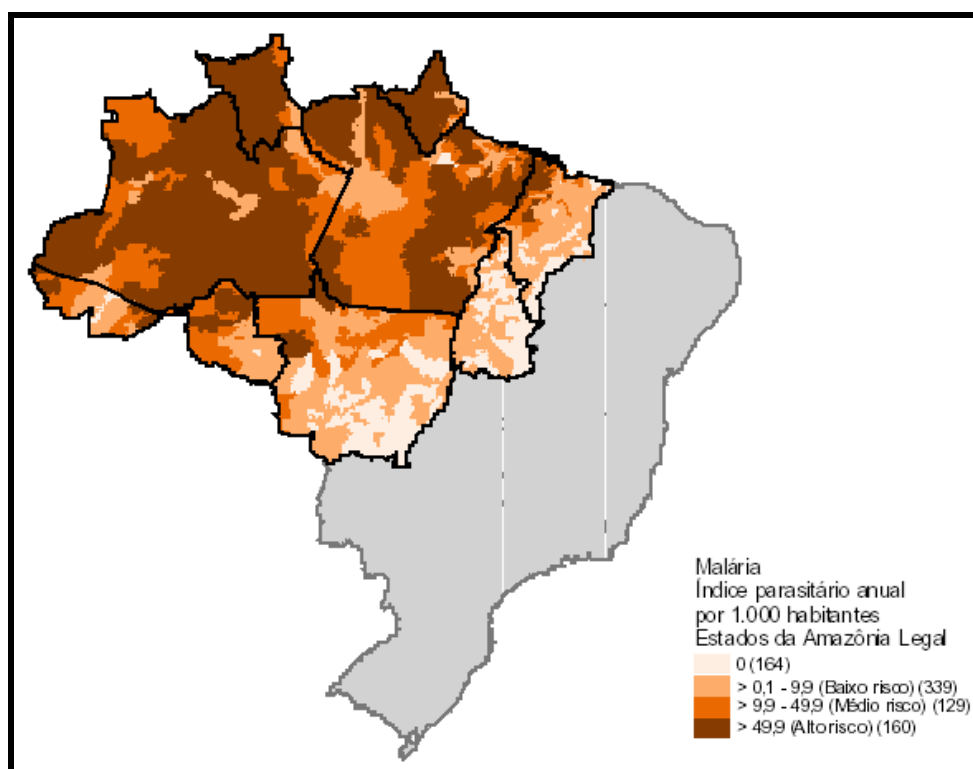 Malária
Índice parasitário anual
por 1.000 habitantes
Estados da Amazônia Legal
0 (164)
> 0,1 - 9,9 (Baixo risco) (339)
> 9,9 - 49,9 (Médio risco) (129)
> 49,9 (Alto risco) (160)